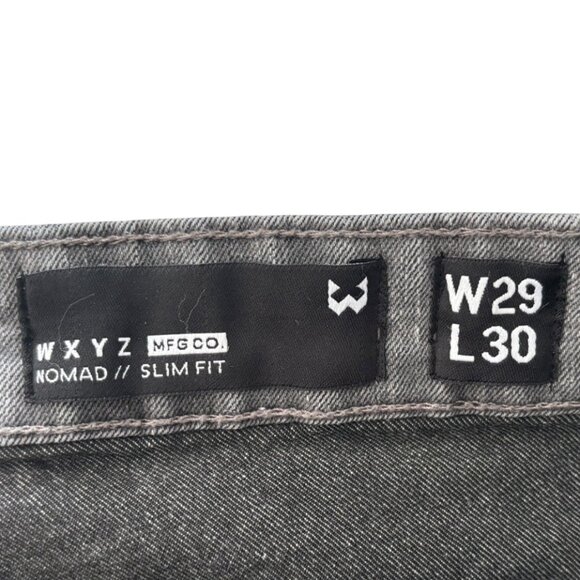 W X Y Z MFG CO.
NOMAD // SLIM FIT
W29
L30